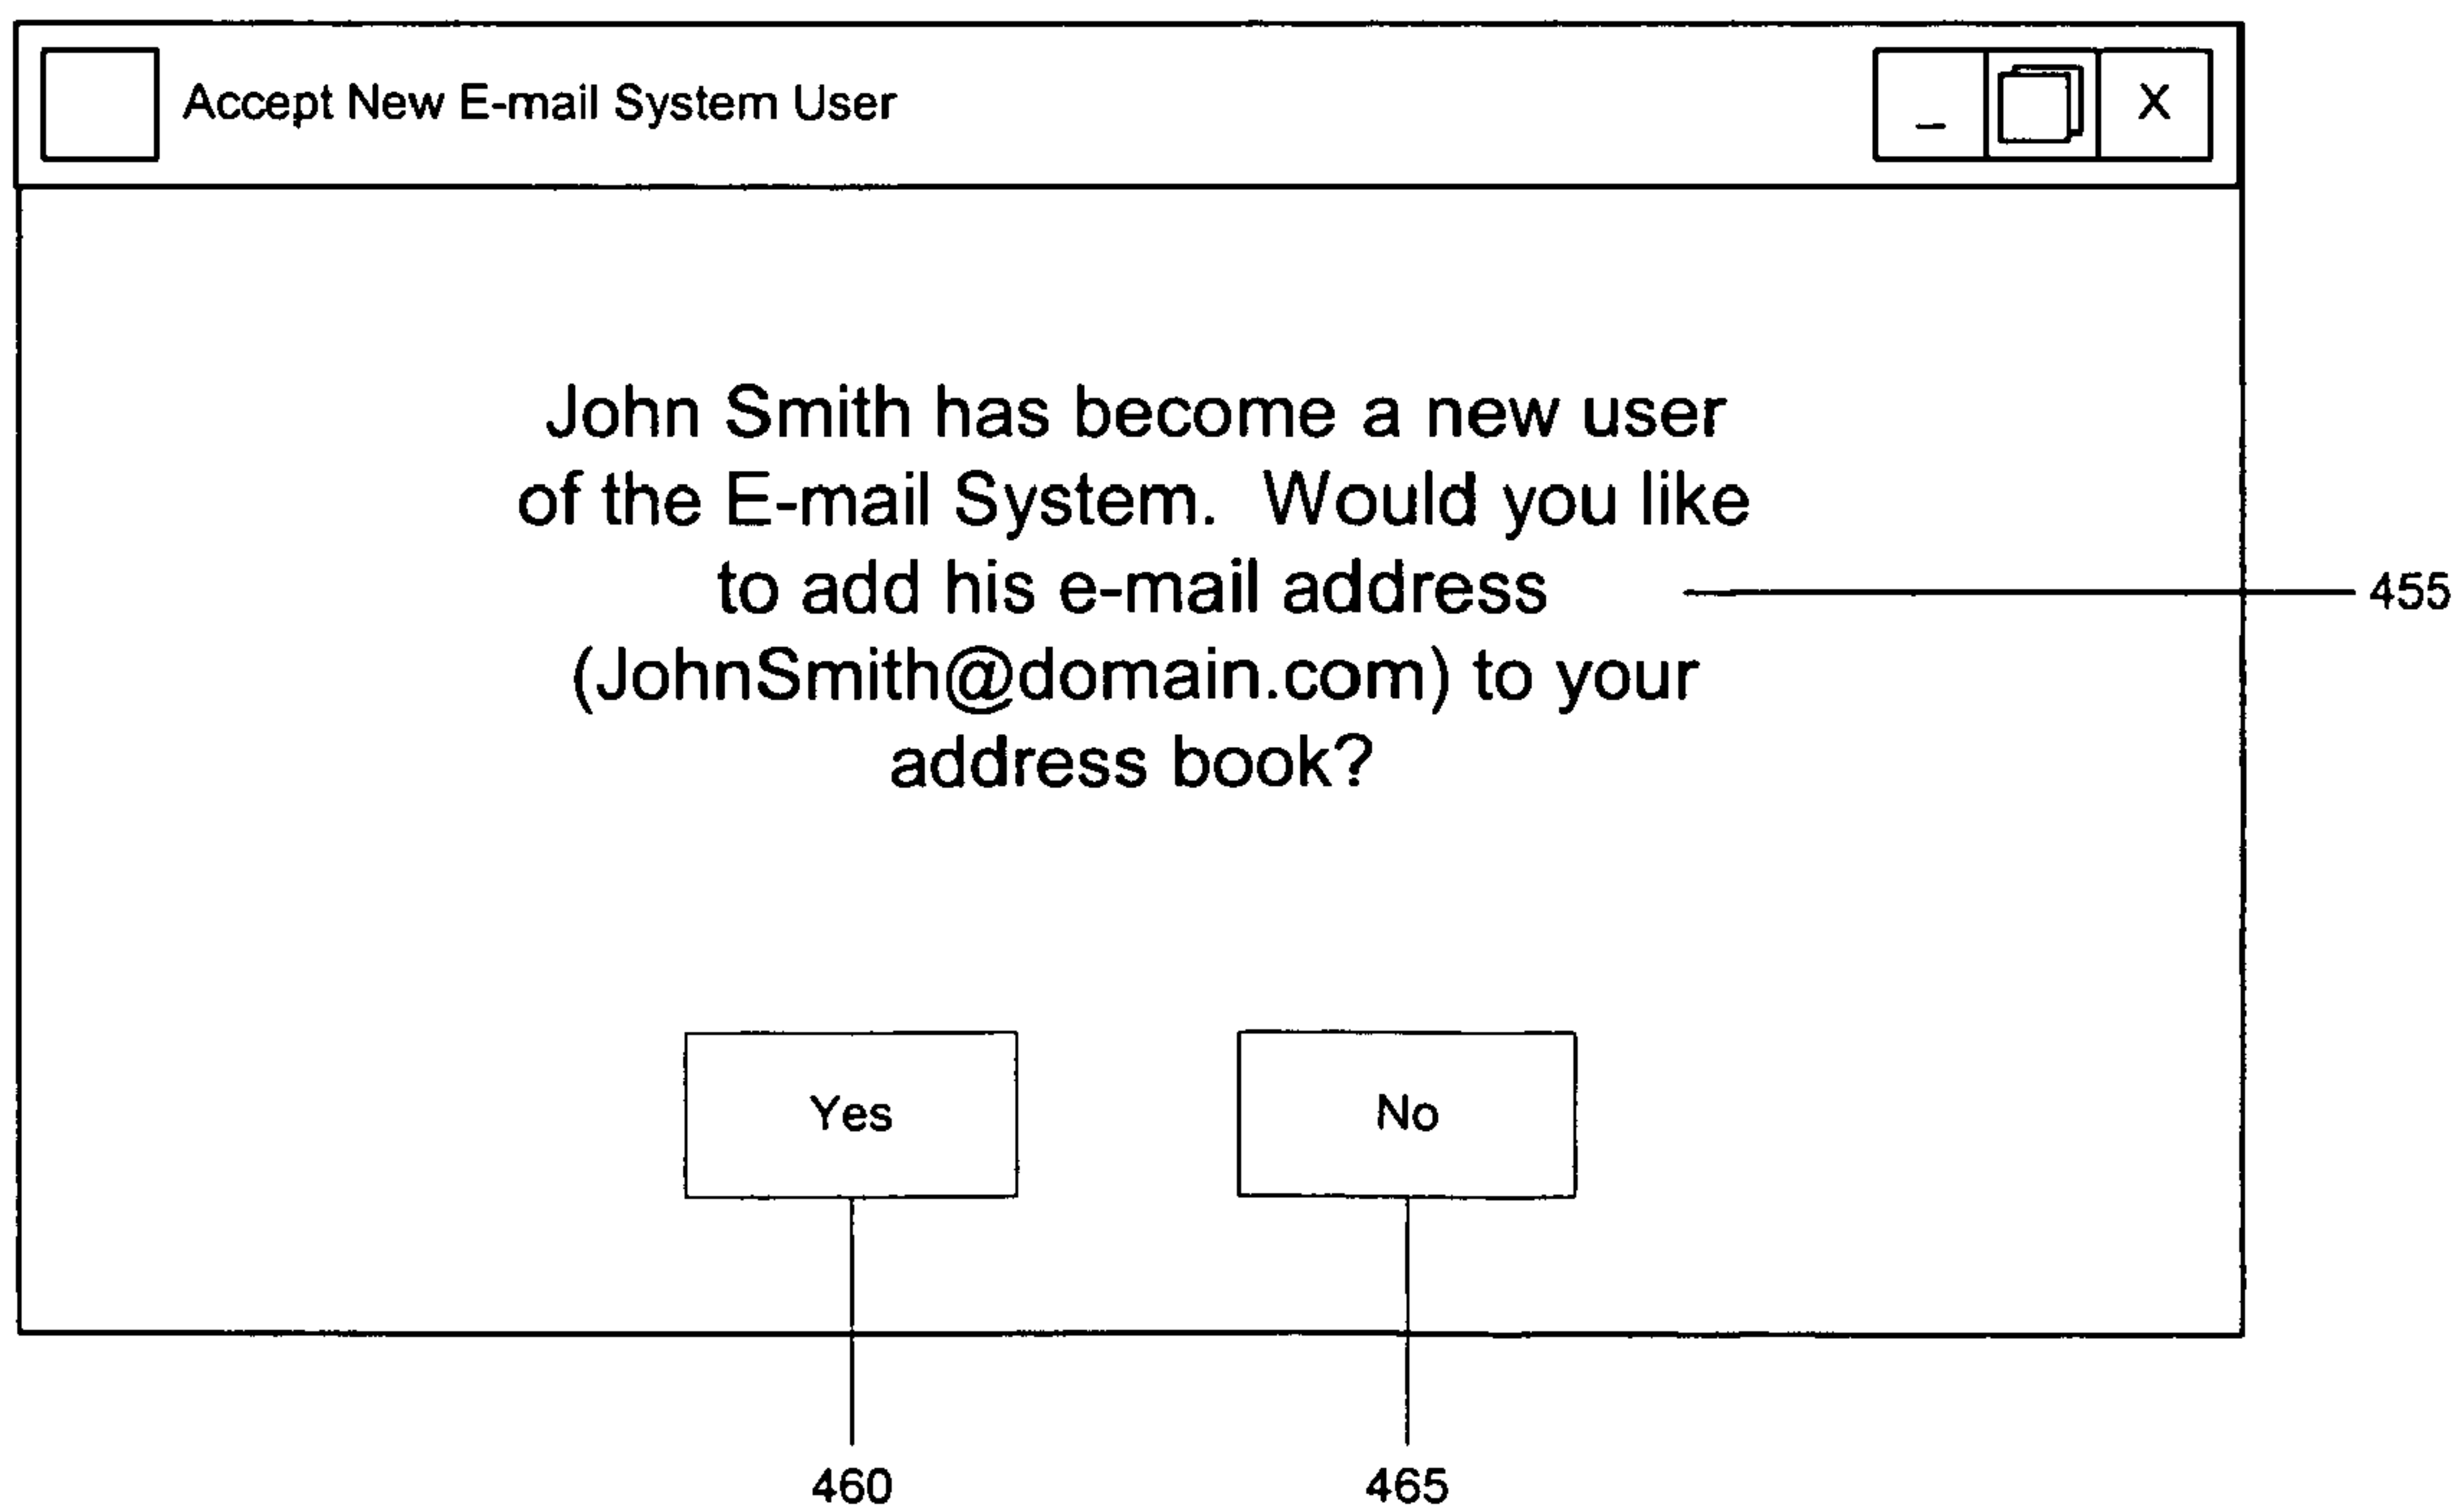 Accept New E-mail System User
_ X
John Smith has become a new user
of the E-mail System.  Would you like
to add his e-mail address
455
(JohnSmith@domain.com) to your
address book?
Yes
No
460
465